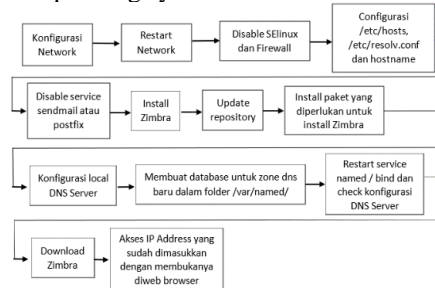 Konfigurasi
Network
Restart
Network
Disable SElinux
dan Firewall
Configurasi
/etc/hosts,
/etc/resolv.conf
dan hostname
Disable service
sendmail atau
postfix
Install
Zimbra
Update
repository
Install paket yang
diperlukan untuk
install Zimbra
Konfigurasi local
DNS Server
Membuat database untuk zone dns
baru dalam folder /var/named/
Restart service
named / bind dan
check konfigurasi
DNS Server
Download
Zimbra
Akses IP Address yang
sudah dimasukkan
dengan membukanya
diweb browser